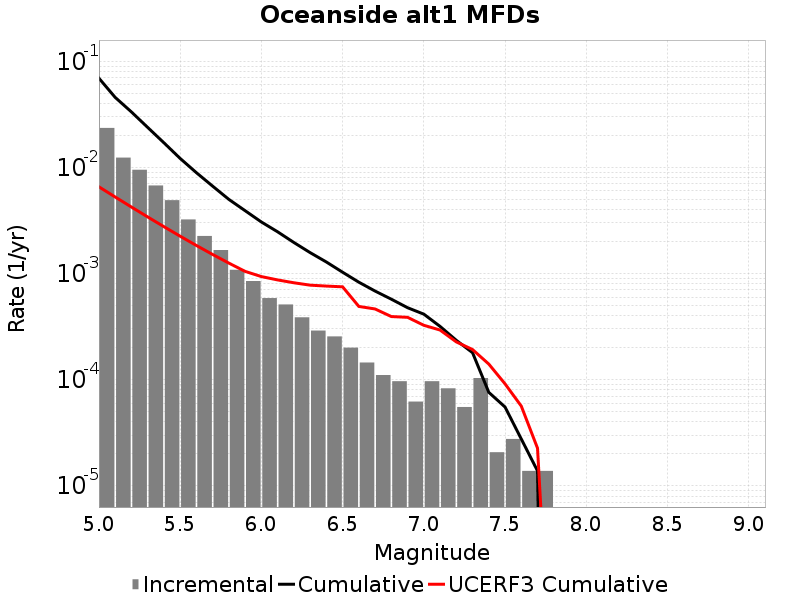 Oceanside alt1 MFDs
Rate (1/yr)
10-1
10-2
10-3
10-4
10-5
5.0 5.5 6.0 6.5 7.0 7.5 8.0 8.5 9.0
Magnitude
Incremental Cumulative UCERF3 Cumulative